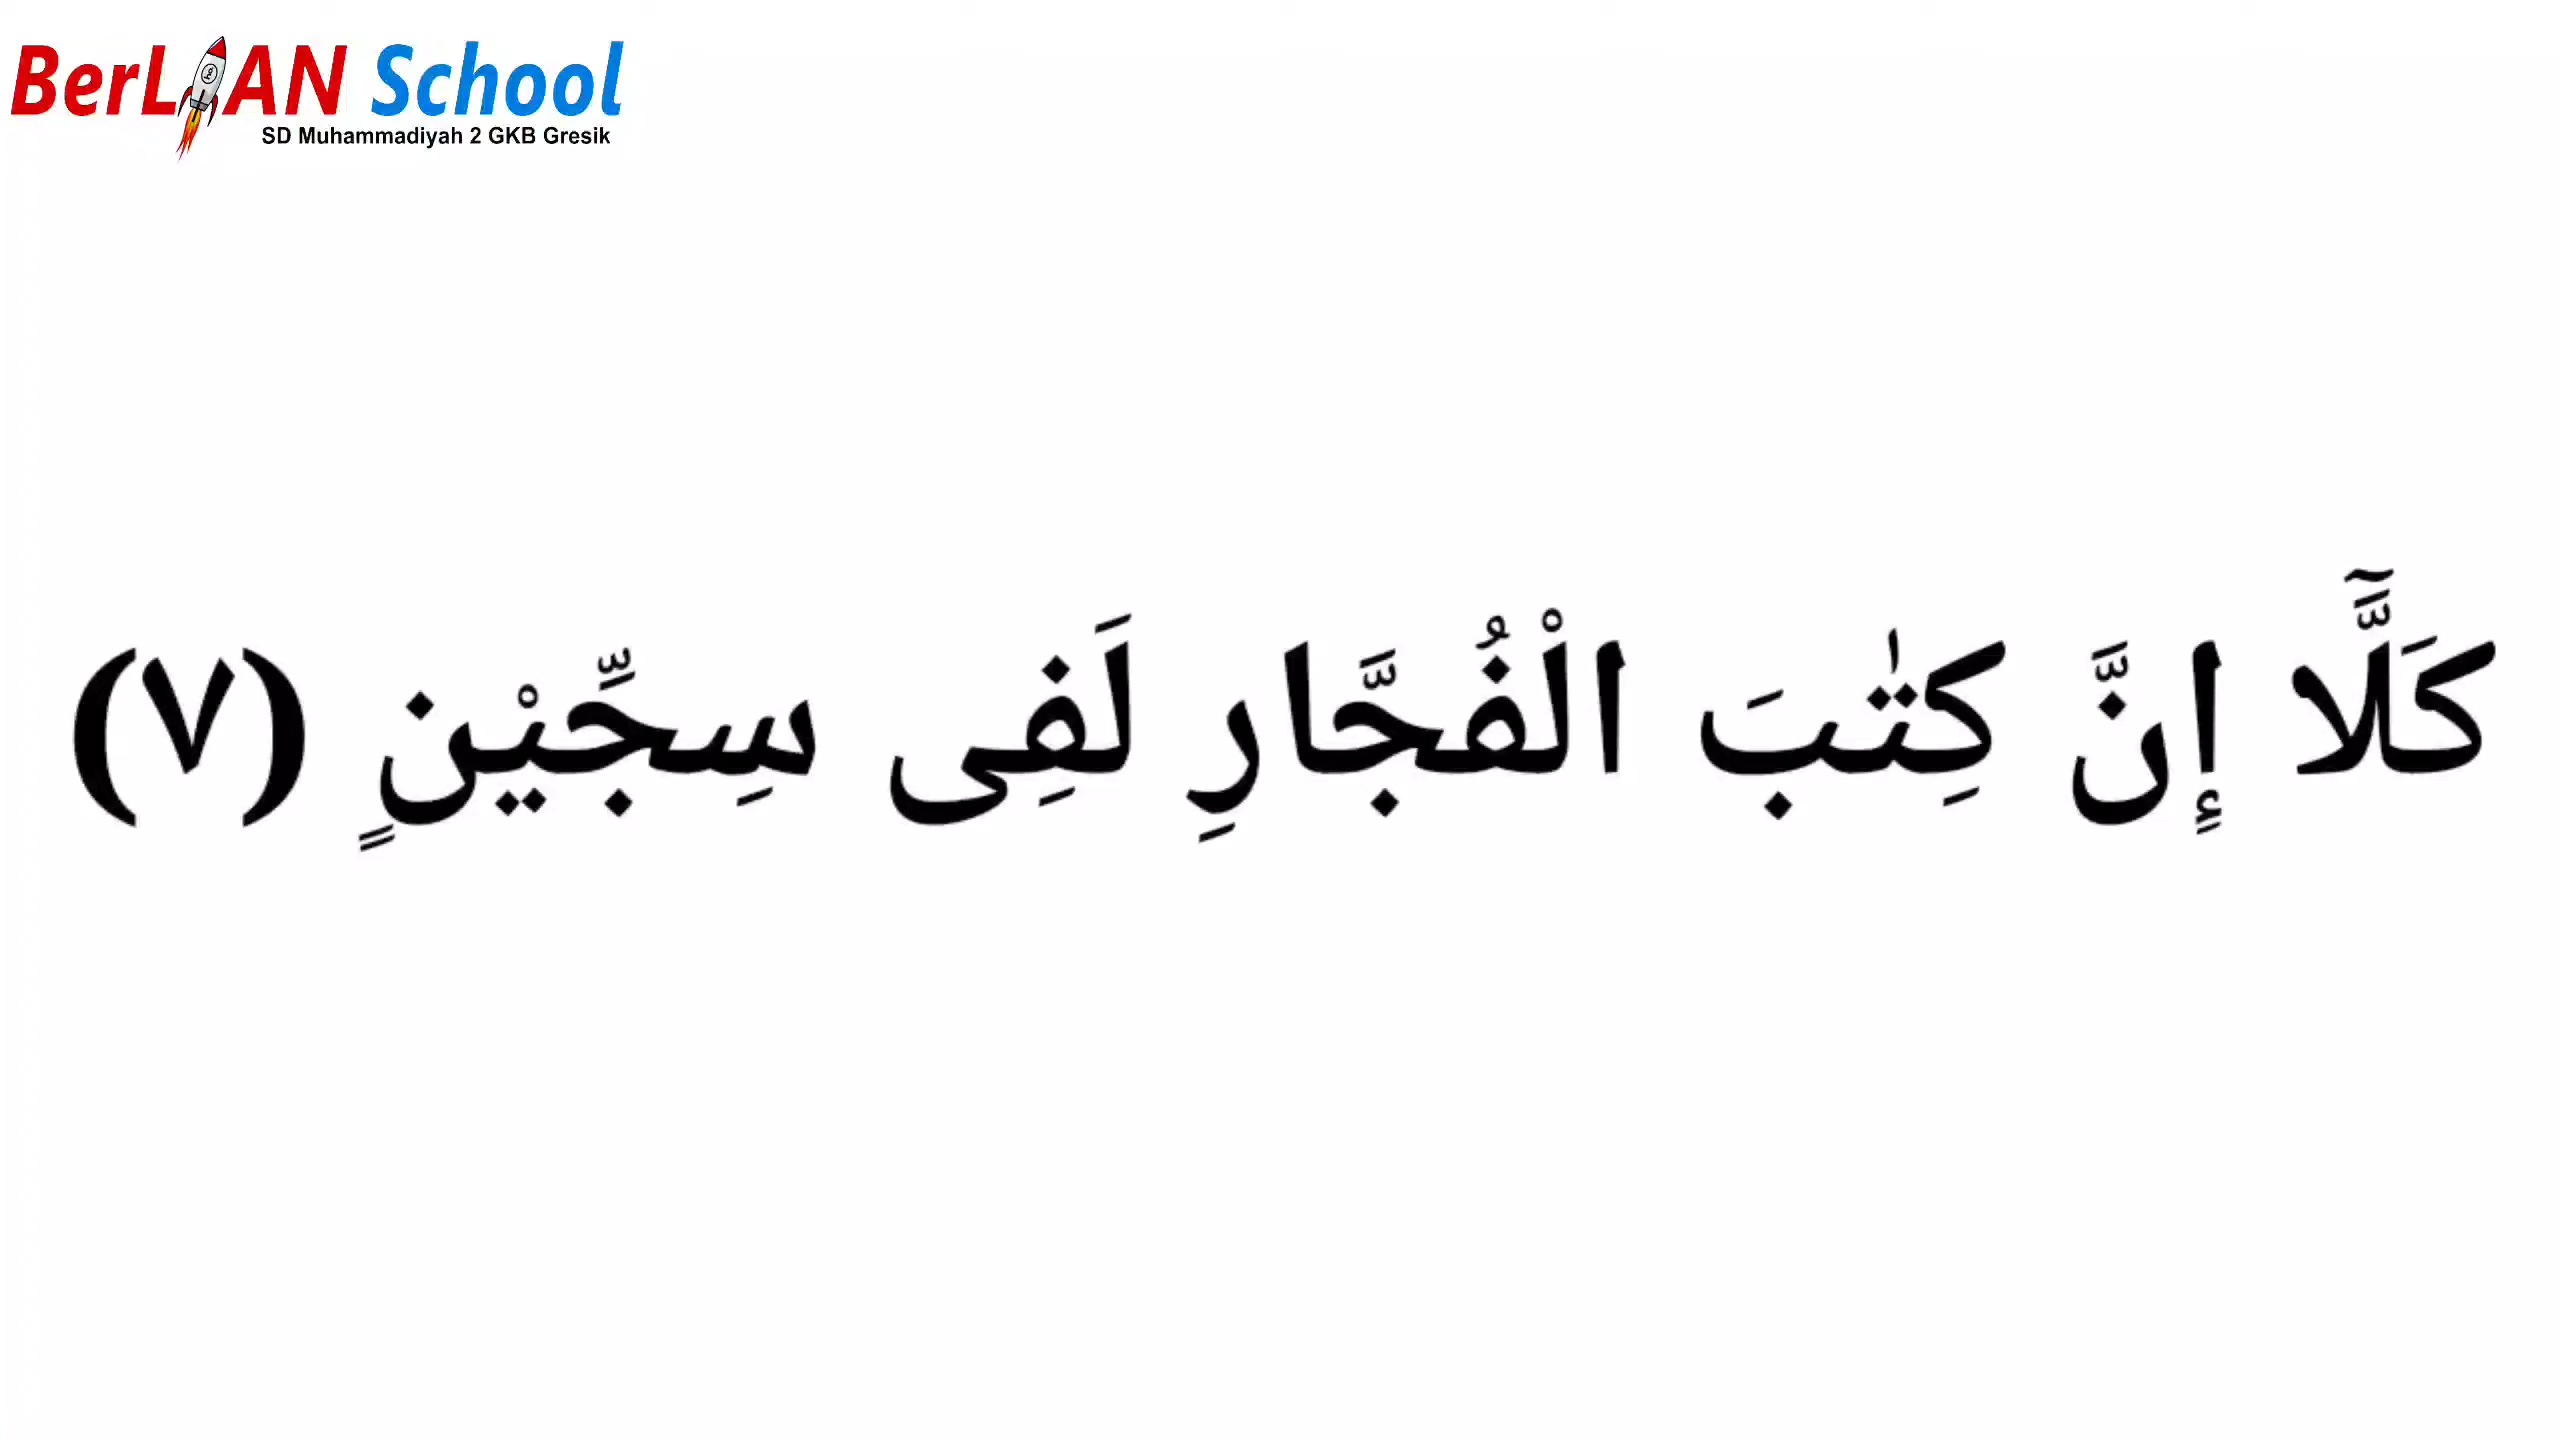 BerLIAN School
SD Muhammadiyah 2 GKB Gresik
كَلَّآ إِنَّ كِتٰبَ الْفُجَّارِ لَفِى سِجِّيْنٍ (٧)